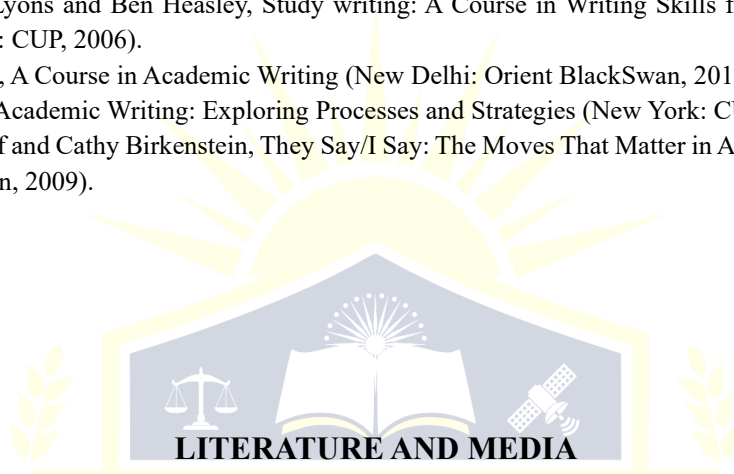 Lyons and Ben Heasley, Study writing: A Course in Writing Skills f
: CUP, 2006).
, A Course in Academic Writing (New Delhi: Orient BlackSwan, 201
Academic Writing: Exploring Processes and Strategies (New York: CU
f and Cathy Birkenstein, They Say/I Say: The Moves That Matter in A
n, 2009).
LITERATURE AND MEDIA